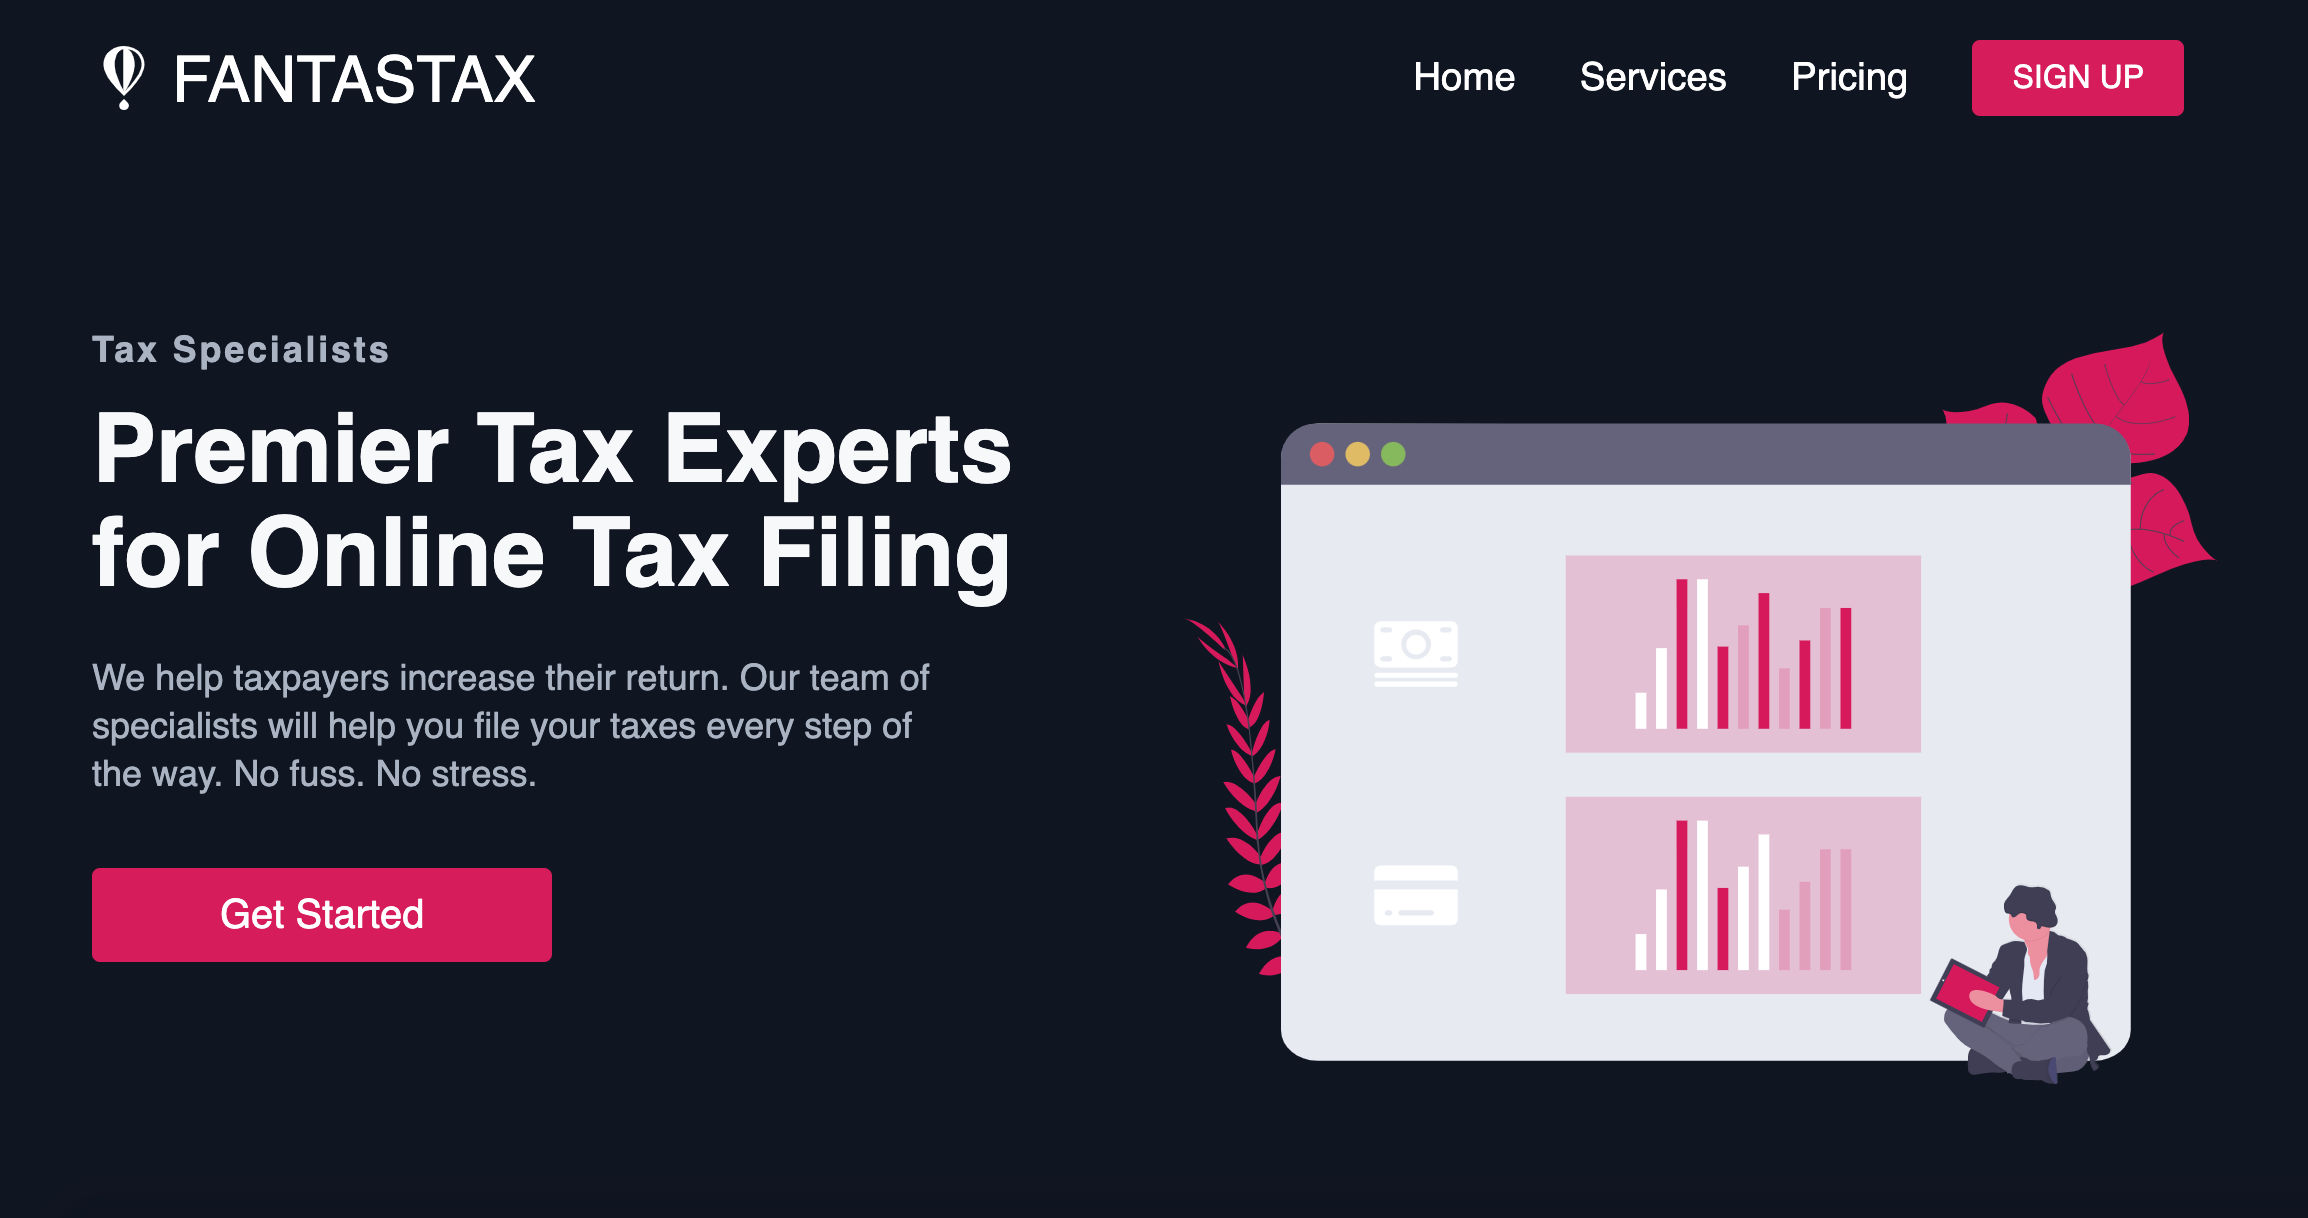 FANTASTAX
Home
Services
Pricing
SIGN UP
Tax Specialists
Premier Tax Experts
for Online Tax Filing
We help taxpayers increase their return. Our team of
specialists will help you file your taxes every step of
the way. No fuss. No stress.
Get Started